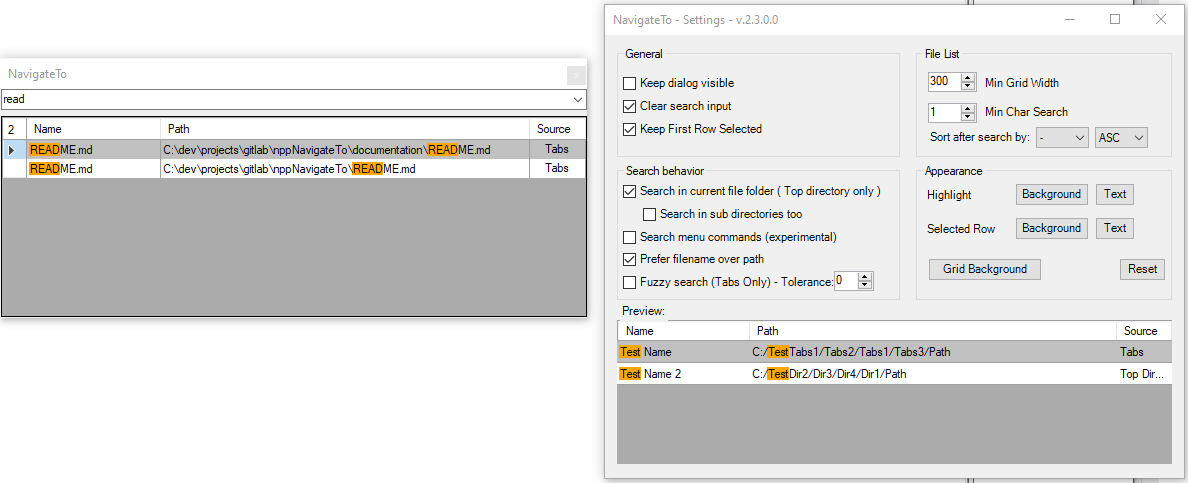 NavigateTo
read
2 Name Path Source
README.md C:\dev\projects\gitlab\nppNavigateTo\documentation\README.md Tabs
README.md C:\dev\projects\gitlab\nppNavigateTo\README.md Tabs
NavigateTo - Settings - v.2.3.0.0
General
Keep dialog visible
Clear search input
Keep First Row Selected
File List
300 Min Grid Width
1 Min Char Search
Sort after search by: - ASC
Search behavior
Search in current file folder ( Top directory only )
Search in sub directories too
Search menu commands (experimental)
Prefer filename over path
Fuzzy search (Tabs Only) - Tolerance: 0
Appearance
Highlight Background Text
Selected Row Background Text
Grid Background Reset
Preview:
Name Path Source
Test Name C:/TestTabs1/Tabs2/Tabs1/Tabs3/Path Tabs
Test Name 2 C:/TestDir2/Dir3/Dir4/Dir1/Path Top Dir...